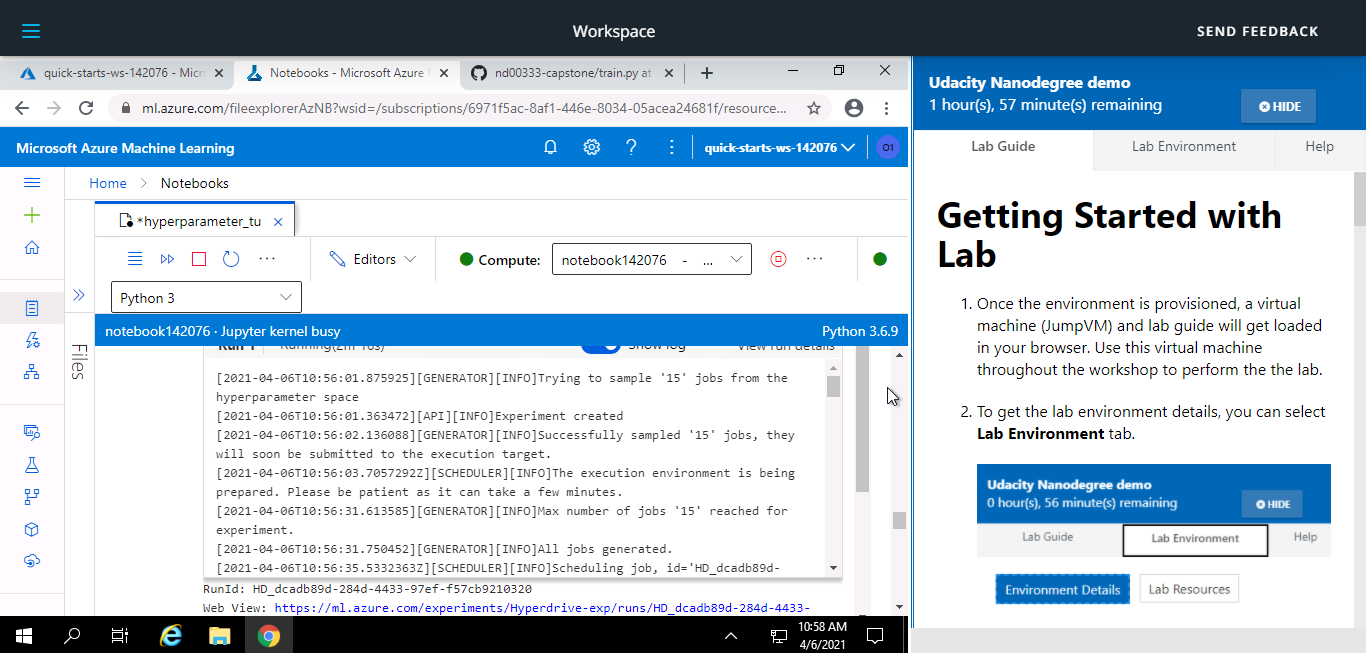 Workspace
SEND FEEDBACK
quick-starts-ws-142076 - Micr
Notebooks - Microsoft Azure
nd00333-capstone/train.py at
ml.azure.com/fileexplorerAzNB?wsid=/subscriptions/6971f5ac-8af1-446e-8034-05acea24681f/resource...
Microsoft Azure Machine Learning
quick-starts-ws-142076
O1
Home > Notebooks
*hyperparameter_tu
Editors
Compute:
notebook142076 - ...
Python 3
notebook142076 · Jupyter kernel busy
Python 3.6.9
Files
Run 1
Running(2m 10s)
Show log
View run details
[2021-04-06T10:56:01.875925][GENERATOR][INFO]Trying to sample '15' jobs from the
hyperparameter space
[2021-04-06T10:56:01.363472][API][INFO]Experiment created
[2021-04-06T10:56:02.136088][GENERATOR][INFO]Successfully sampled '15' jobs, they
will soon be submitted to the execution target.
[2021-04-06T10:56:03.7057292Z][SCHEDULER][INFO]The execution environment is being
prepared. Please be patient as it can take a few minutes.
[2021-04-06T10:56:31.613585][GENERATOR][INFO]Max number of jobs '15' reached for
experiment.
[2021-04-06T10:56:31.750452][GENERATOR][INFO]All jobs generated.
[2021-04-06T10:56:35.5332363Z][SCHEDULER][INFO]Scheduling job, id='HD_dcadb89d-
RunId: HD_dcadb89d-284d-4433-97ef-f57cb9210320
Web View: https://ml.azure.com/experiments/Hyperdrive-exp/runs/HD_dcadb89d-284d-4433-
10:58 AM
4/6/2021
Udacity Nanodegree demo
1 hour(s), 57 minute(s) remaining
HIDE
Lab Guide
Lab Environment
Help
Getting Started with
Lab
1. Once the environment is provisioned, a virtual
machine (JumpVM) and lab guide will get loaded
in your browser. Use this virtual machine
throughout the workshop to perform the the lab.
2. To get the lab environment details, you can select
Lab Environment tab.
Udacity Nanodegree demo
0 hour(s), 56 minute(s) remaining
HIDE
Lab Guide
Lab Environment
Help
Environment Details
Lab Resources